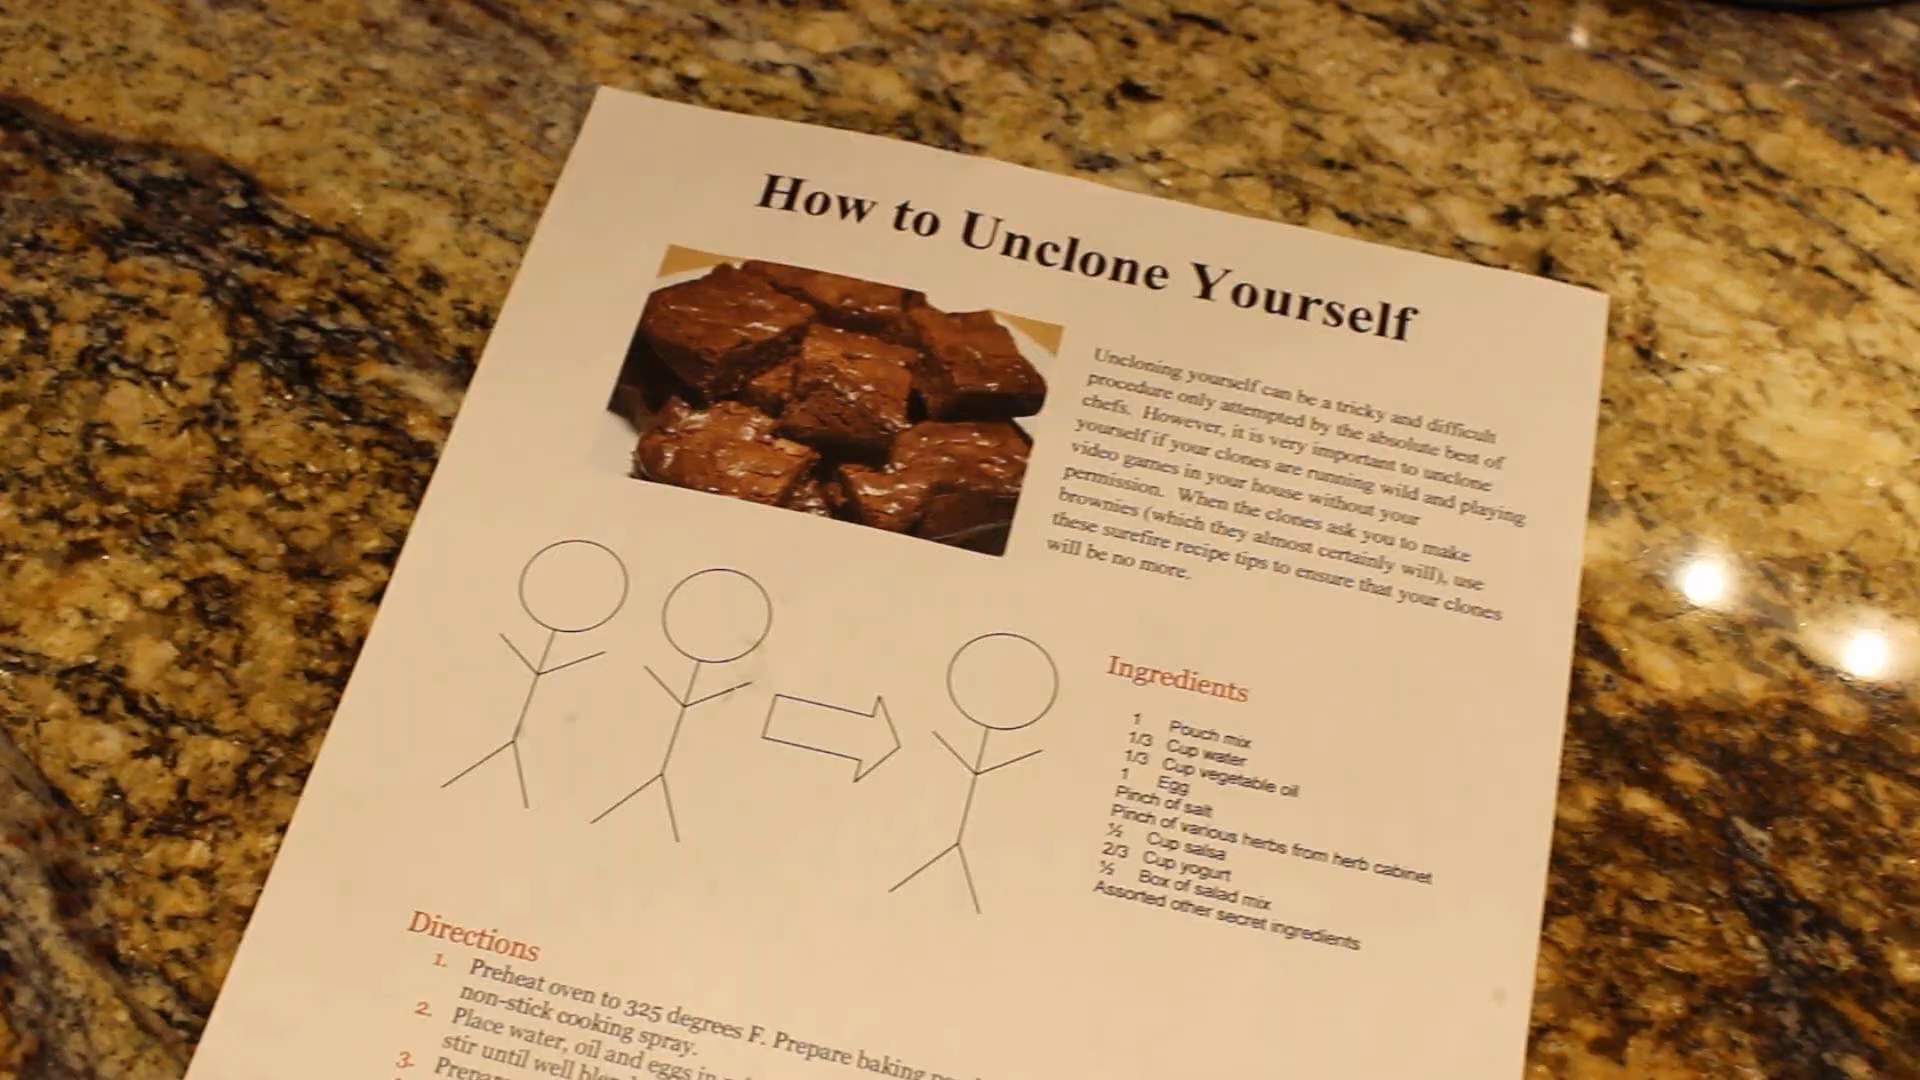 How to Unclone Yourself
Uncloning yourself can be a tricky and difficult
procedure only attempted by the absolute best of
chefs. However, it is very important to unclone
yourself if your clones are running wild and playing
video games in your house without your
permission. When the clones ask you to make
brownies (which they almost certainly will), use
these surefire recipe tips to ensure that your clones
will be no more.
Ingredients
1 Pouch mix
1/3 Cup water
1/3 Cup vegetable oil
1 Egg
Pinch of salt
Pinch of various herbs from herb cabinet
Cup salsa
2/3 Cup yogurt
Box of salad mix
Assorted other secret ingredients
Directions
1. Preheat oven to 325 degrees F. Prepare baking
non-stick cooking spray.
2. Place water, oil and eggs in
stir until well
3.